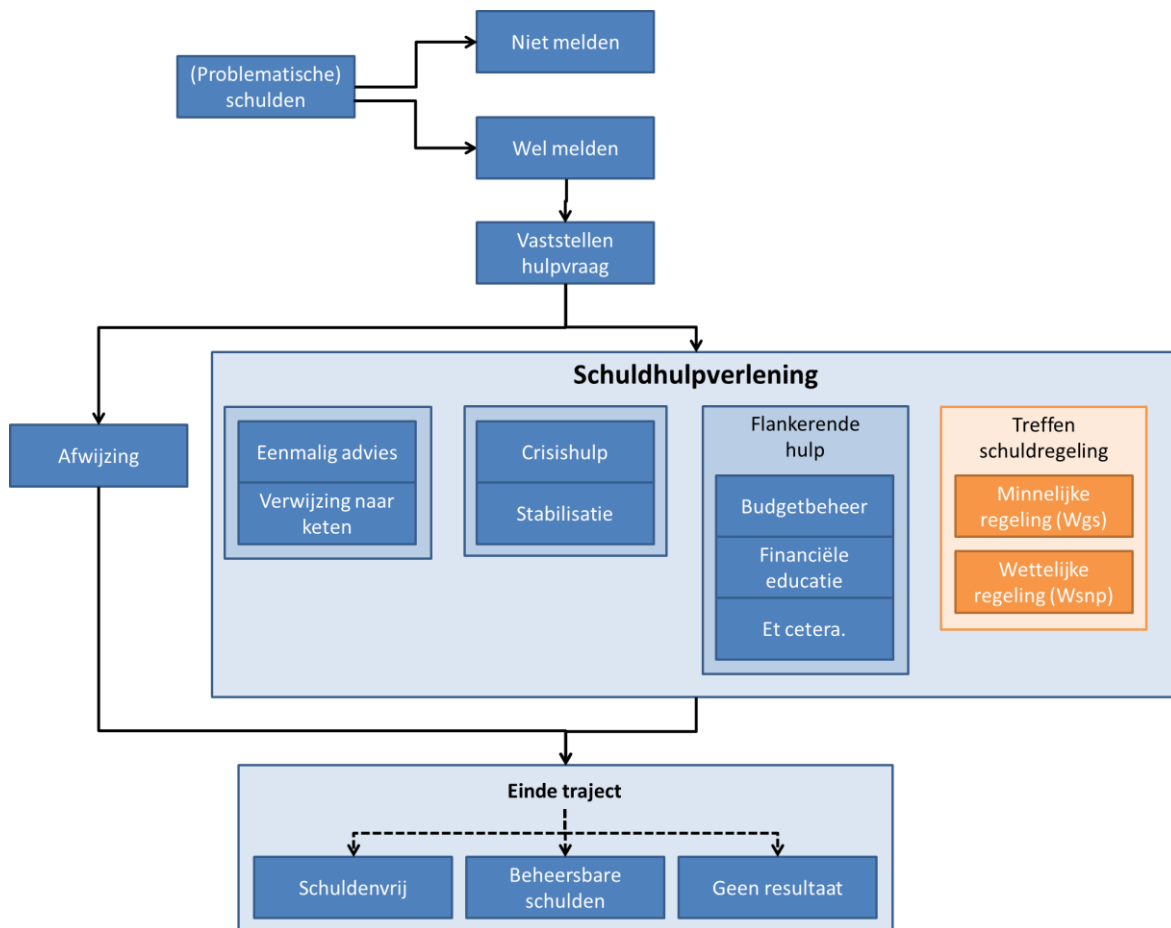 Niet melden
(Problematische)
schulden
Wel melden
Vaststellen
hulpvraag
Schuldhulpverlening
Afwijzing
Eenmalig advies
Verwijzing naar
keten
Crisishulp
Stabilisatie
Flankerende
hulp
Budgetbeheer
Financiële
educatie
Et cetera.
Treffen
schuldregeling
Minnelijke
regeling (Wgs)
Wettelijke
regeling (Wsnp)
Einde traject
Schuldenvrij
Beheersbare
schulden
Geen resultaat